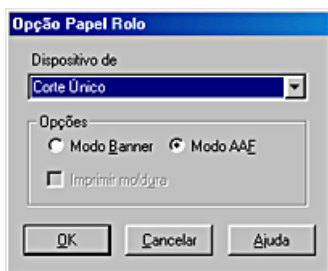 Opção Papel Rolo
Dispositivo de
Corte Único
Opções
Modo Banner Modo AAF
Imprimir moldura
OK Cancelar Ajuda